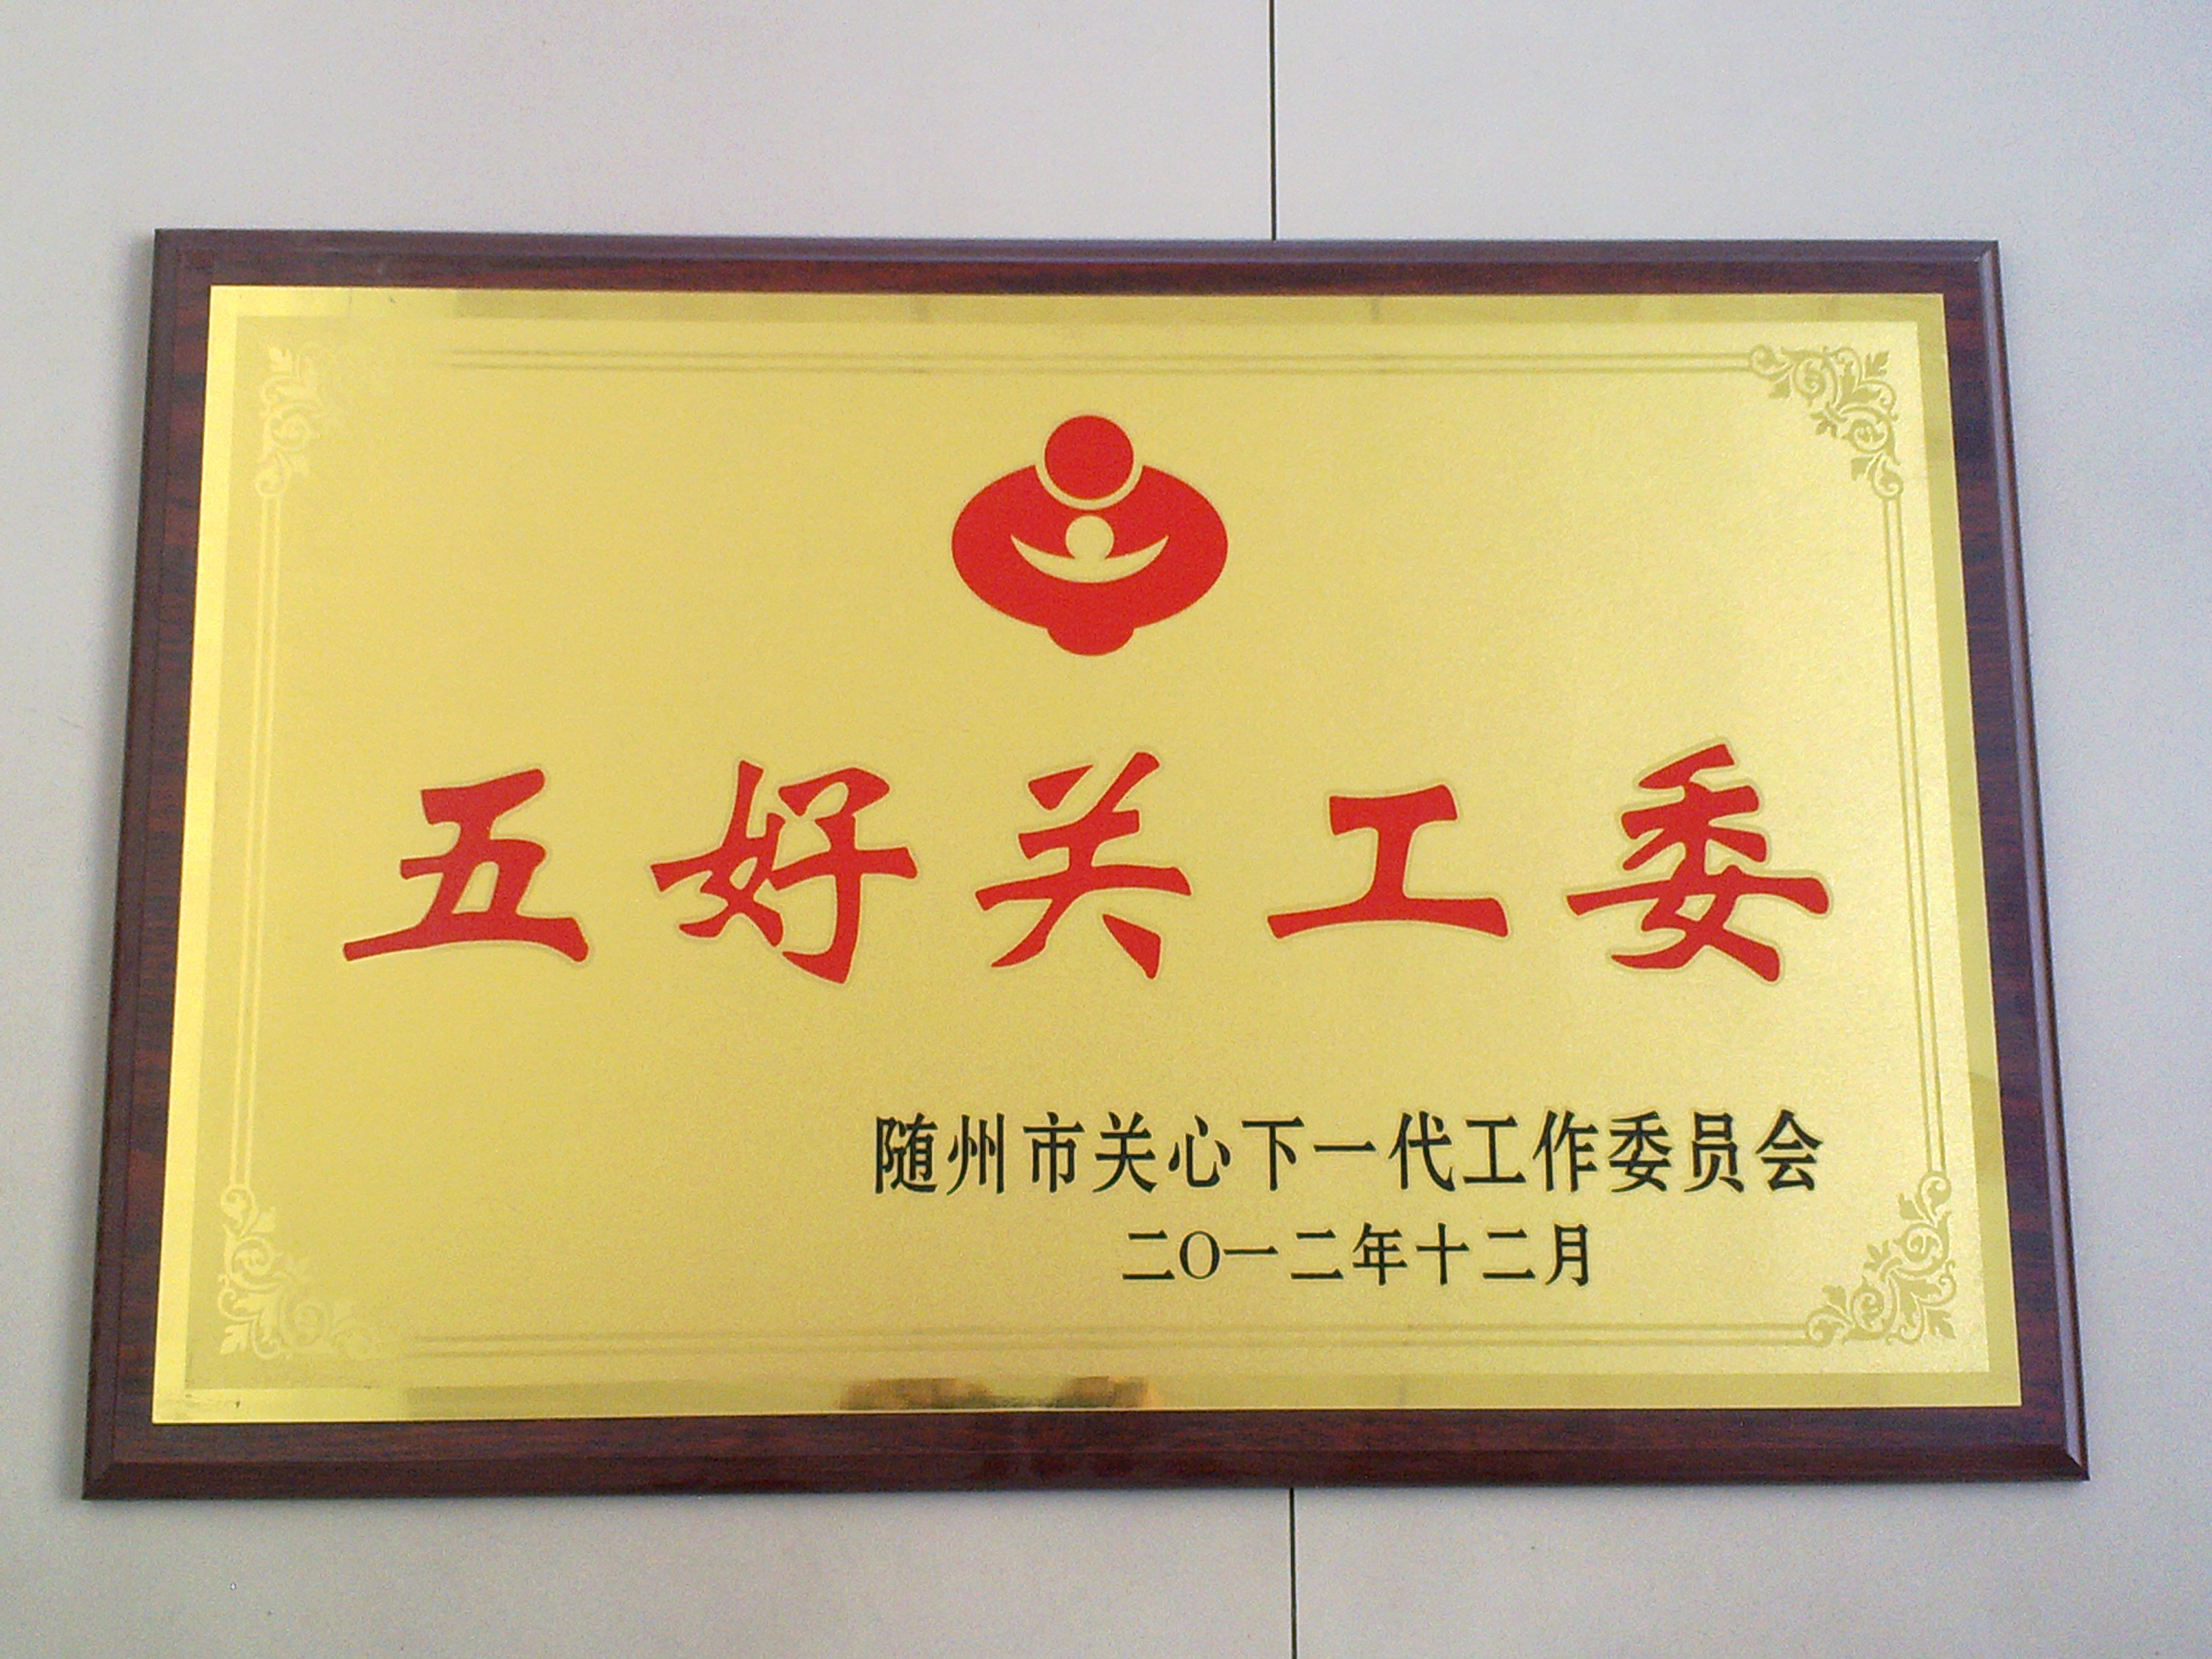 五好关工委
随州市关心下一代工作委员会
二〇一二年十二月